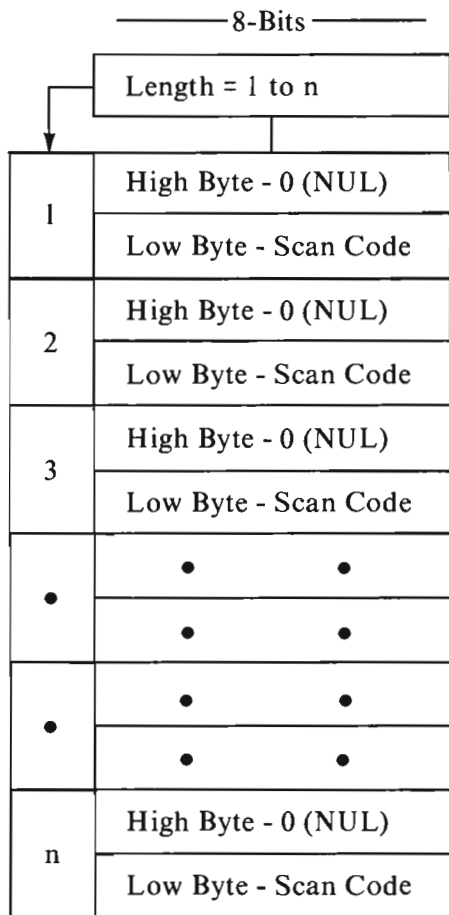 8-Bits
Length = 1 to n
1
High Byte - 0 (NUL)
Low Byte - Scan Code
2
High Byte - 0 (NUL)
Low Byte - Scan Code
3
High Byte - 0 (NUL)
Low Byte - Scan Code
n
High Byte - 0 (NUL)
Low Byte - Scan Code